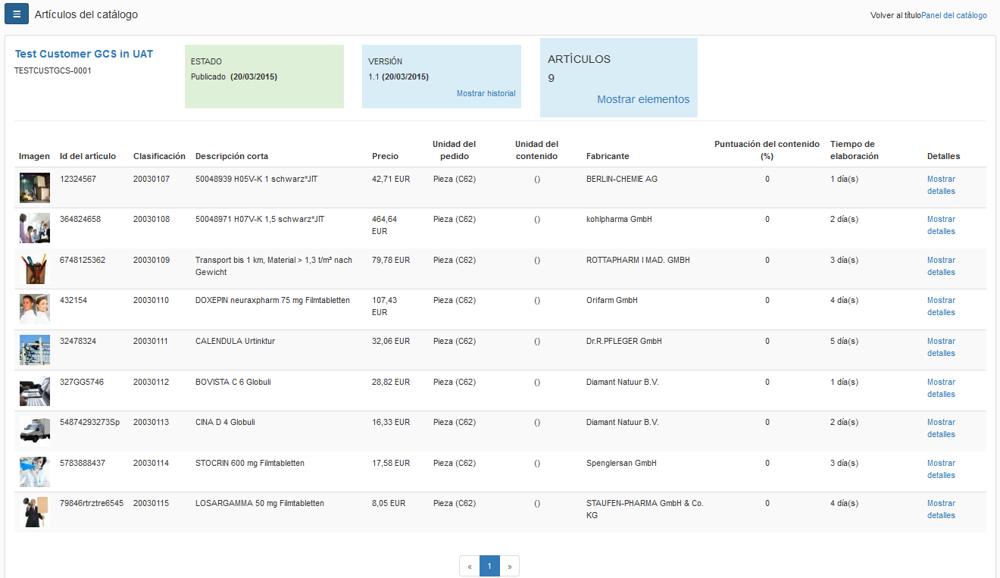 ☰ Artículos del catálogo
Volver al títuloPanel del catálogo
Test Customer GCS in UAT
TESTCUSTGCS-0001
ESTADO
Publicado (20/03/2015)
VERSIÓN
1.1 (20/03/2015)
Mostrar historial
ARTÍCULOS
9
Mostrar elementos
Imagen Id del artículo Clasificación Descripción corta Precio Unidad del pedido Unidad del contenido Fabricante Puntuación del contenido (%) Tiempo de elaboración Detalles
12324567 20030107 50048939 H05V-K 1 schwarz*JIT 42,71 EUR Pieza (C62) () BERLIN-CHEMIE AG 0 1 día(s) Mostrar detalles
364824658 20030108 50048971 H07V-K 1,5 schwarz*JIT 464,64 EUR Pieza (C62) () kohlpharma GmbH 0 2 día(s) Mostrar detalles
6748125362 20030109 Transport bis 1 km, Material > 1,3 t/m³ nach Gewicht 79,78 EUR Pieza (C62) () ROTTAPHARM I MAD. GMBH 0 3 día(s) Mostrar detalles
432154 20030110 DOXEPIN neuraxpharm 75 mg Filmtabletten 107,43 EUR Pieza (C62) () Orifarm GmbH 0 4 día(s) Mostrar detalles
32478324 20030111 CALENDULA Urtinktur 32,06 EUR Pieza (C62) () Dr.R.PFLEGER GmbH 0 5 día(s) Mostrar detalles
327GG5746 20030112 BOVISTA C 6 Globuli 28,82 EUR Pieza (C62) () Diamant Natuur B.V. 0 1 día(s) Mostrar detalles
54874293273Sp 20030113 CINA D 4 Globuli 16,33 EUR Pieza (C62) () Diamant Natuur B.V. 0 2 día(s) Mostrar detalles
5783888437 20030114 STOCRIN 600 mg Filmtabletten 17,58 EUR Pieza (C62) () Spenglersan GmbH 0 3 día(s) Mostrar detalles
79846rtrztre6545 20030115 LOSARGAMMA 50 mg Filmtabletten 8,05 EUR Pieza (C62) () STAUFEN-PHARMA GmbH & Co. KG 0 4 día(s) Mostrar detalles
« 1 »